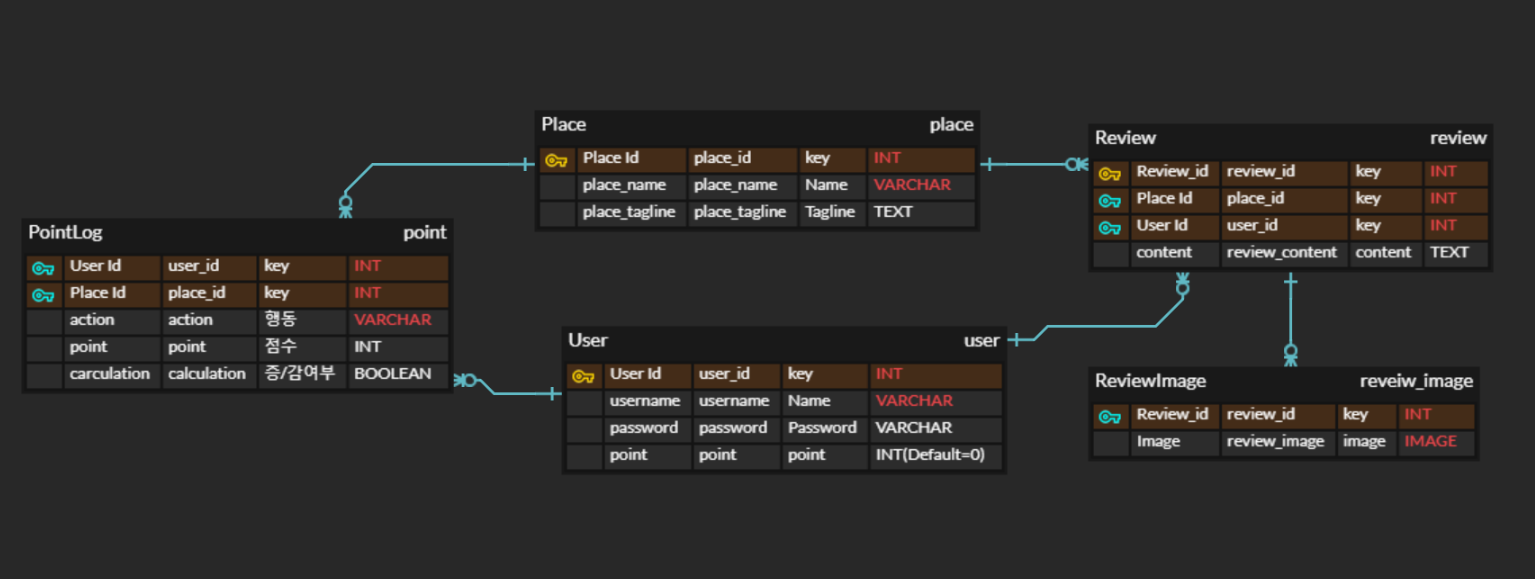 Place place
Place Id place_id key INT
place_name place_name Name VARCHAR
place_tagline place_tagline Tagline TEXT
Review review
Review_id review_id key INT
Place Id place_id key INT
User Id user_id key INT
content review_content content TEXT
PointLog point
User Id user_id key INT
Place Id place_id key INT
action action 행동 VARCHAR
point point 점수 INT
carculation calculation 증/감여부 BOOLEAN
User user
User Id user_id key INT
username username Name VARCHAR
password password Password VARCHAR
point point point INT(Default=0)
ReviewImage reveiw_image
Review_id review_id key INT
Image review_image image IMAGE